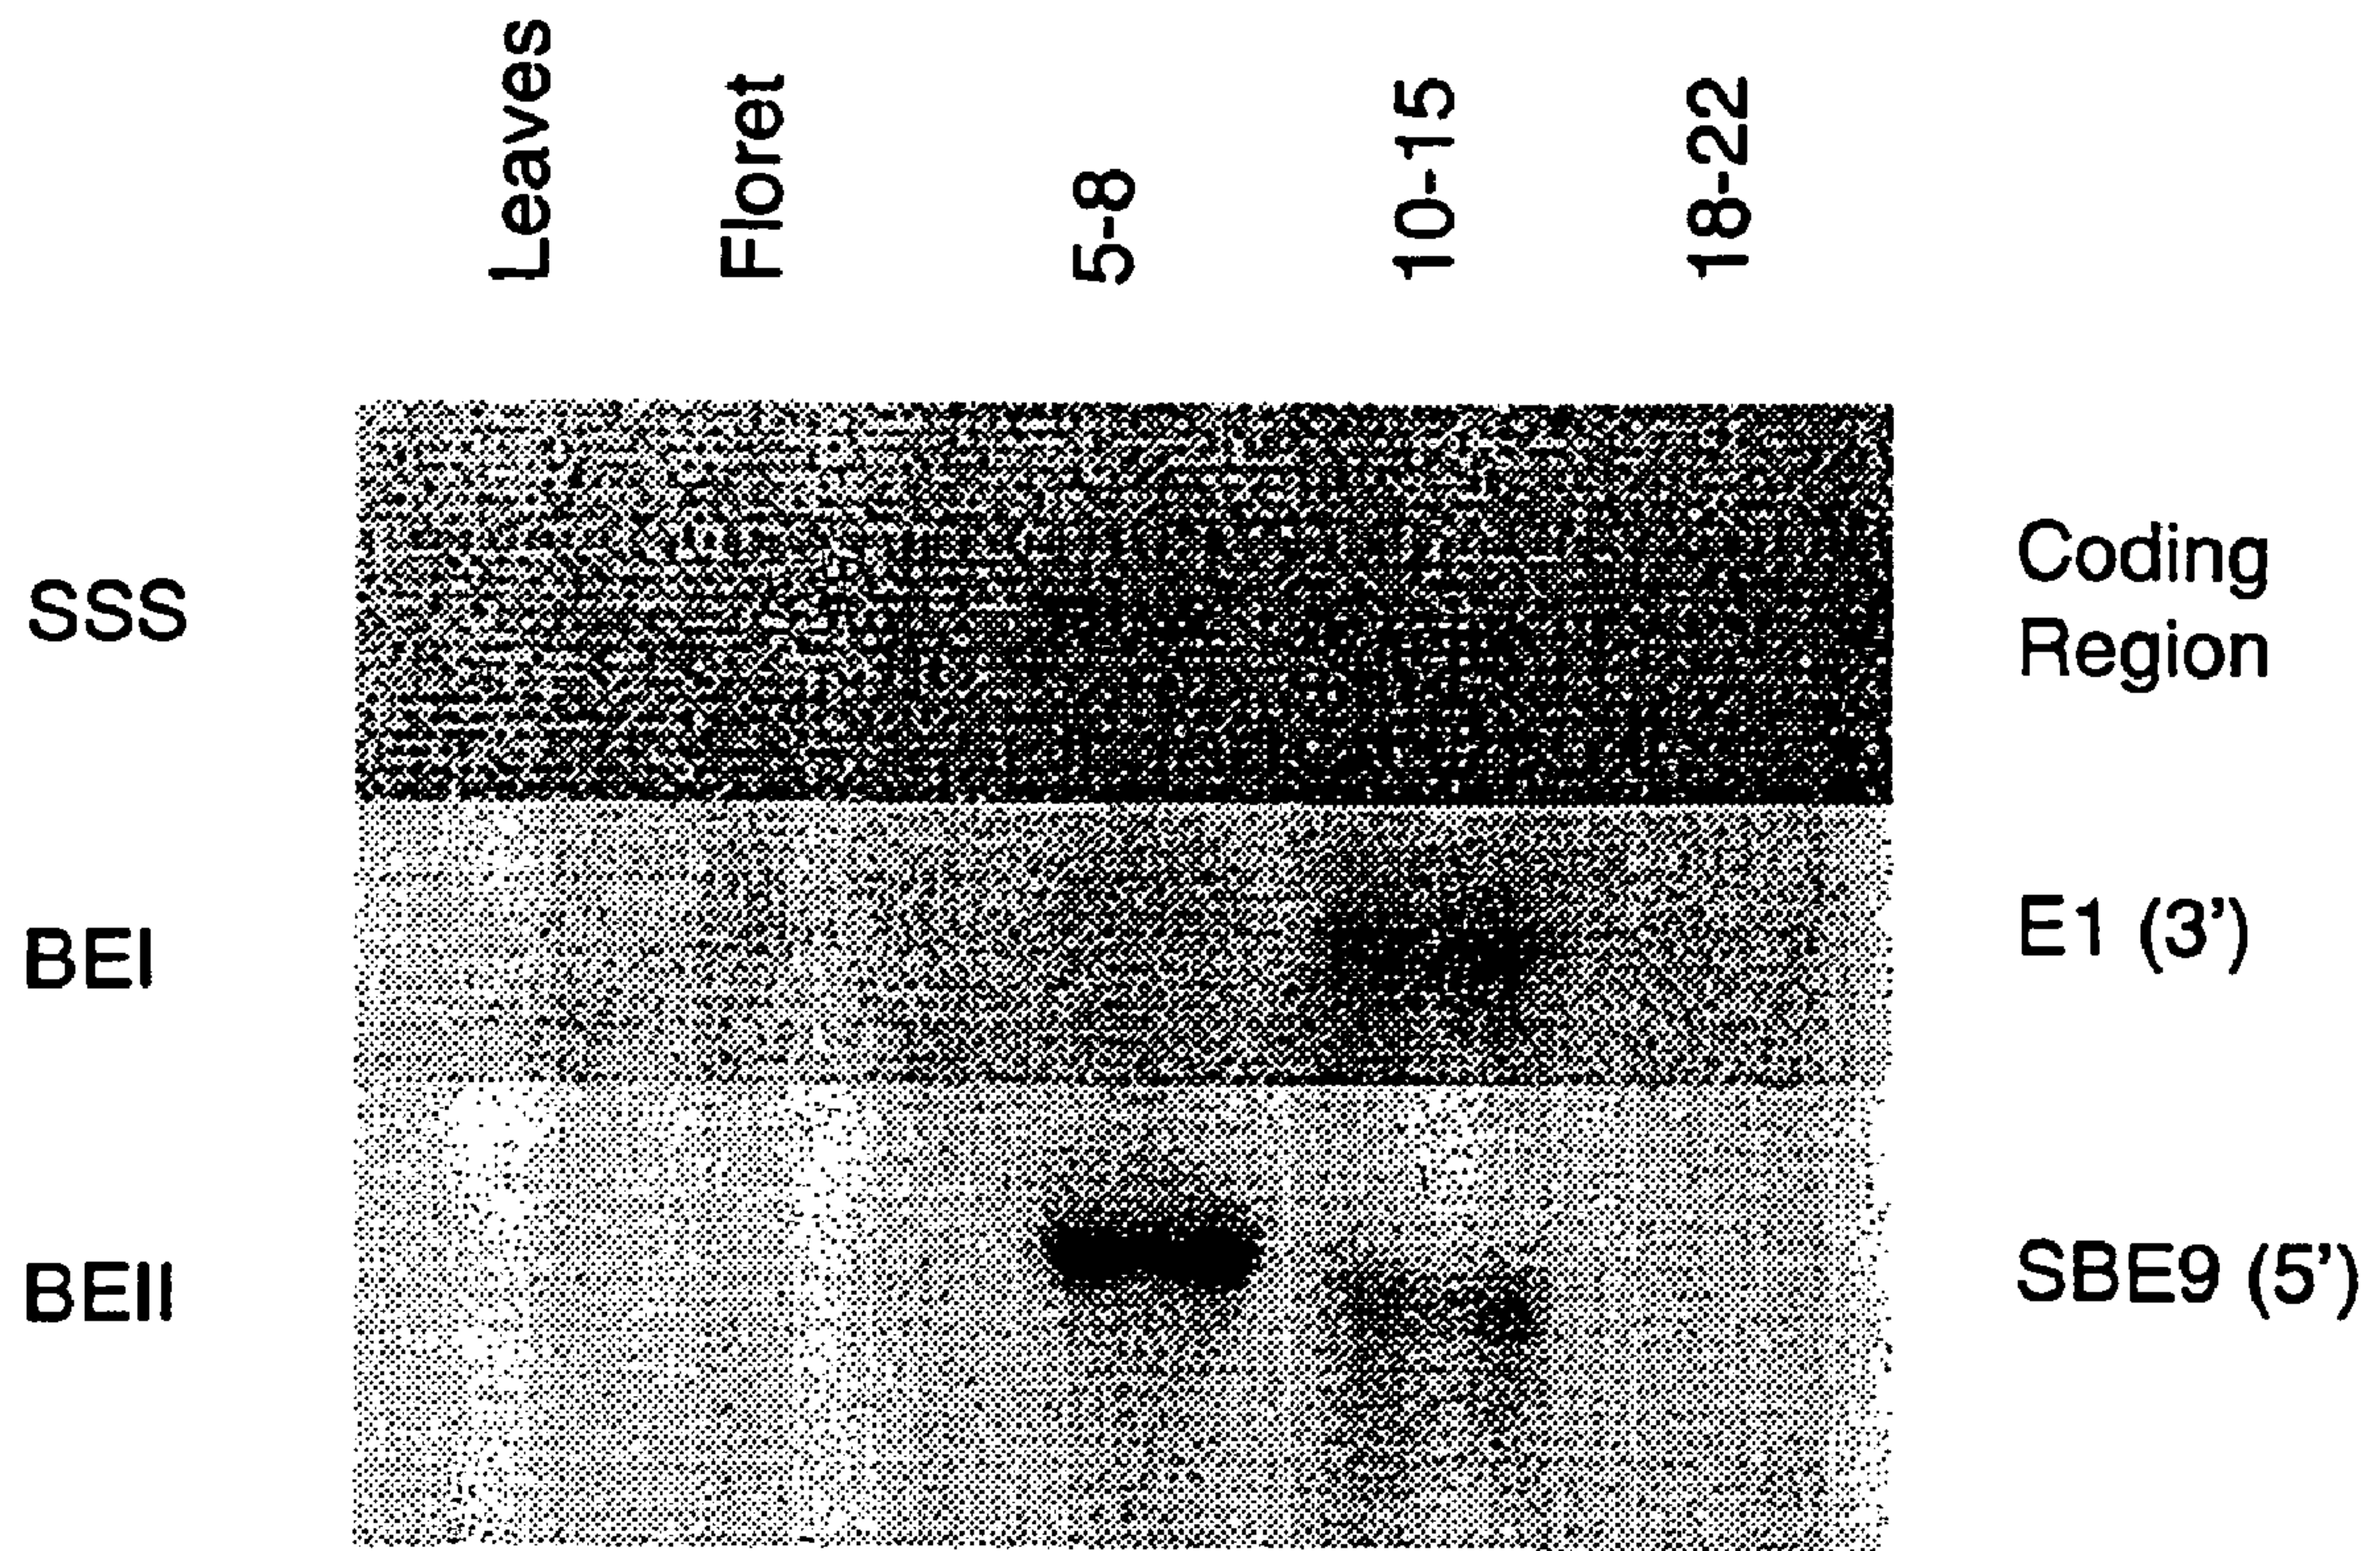 Leaves
Floret
5-8
10-15
18-22
SSS
Coding
Region
BEI
E1 (3’)
BEII
SBE9 (5’)